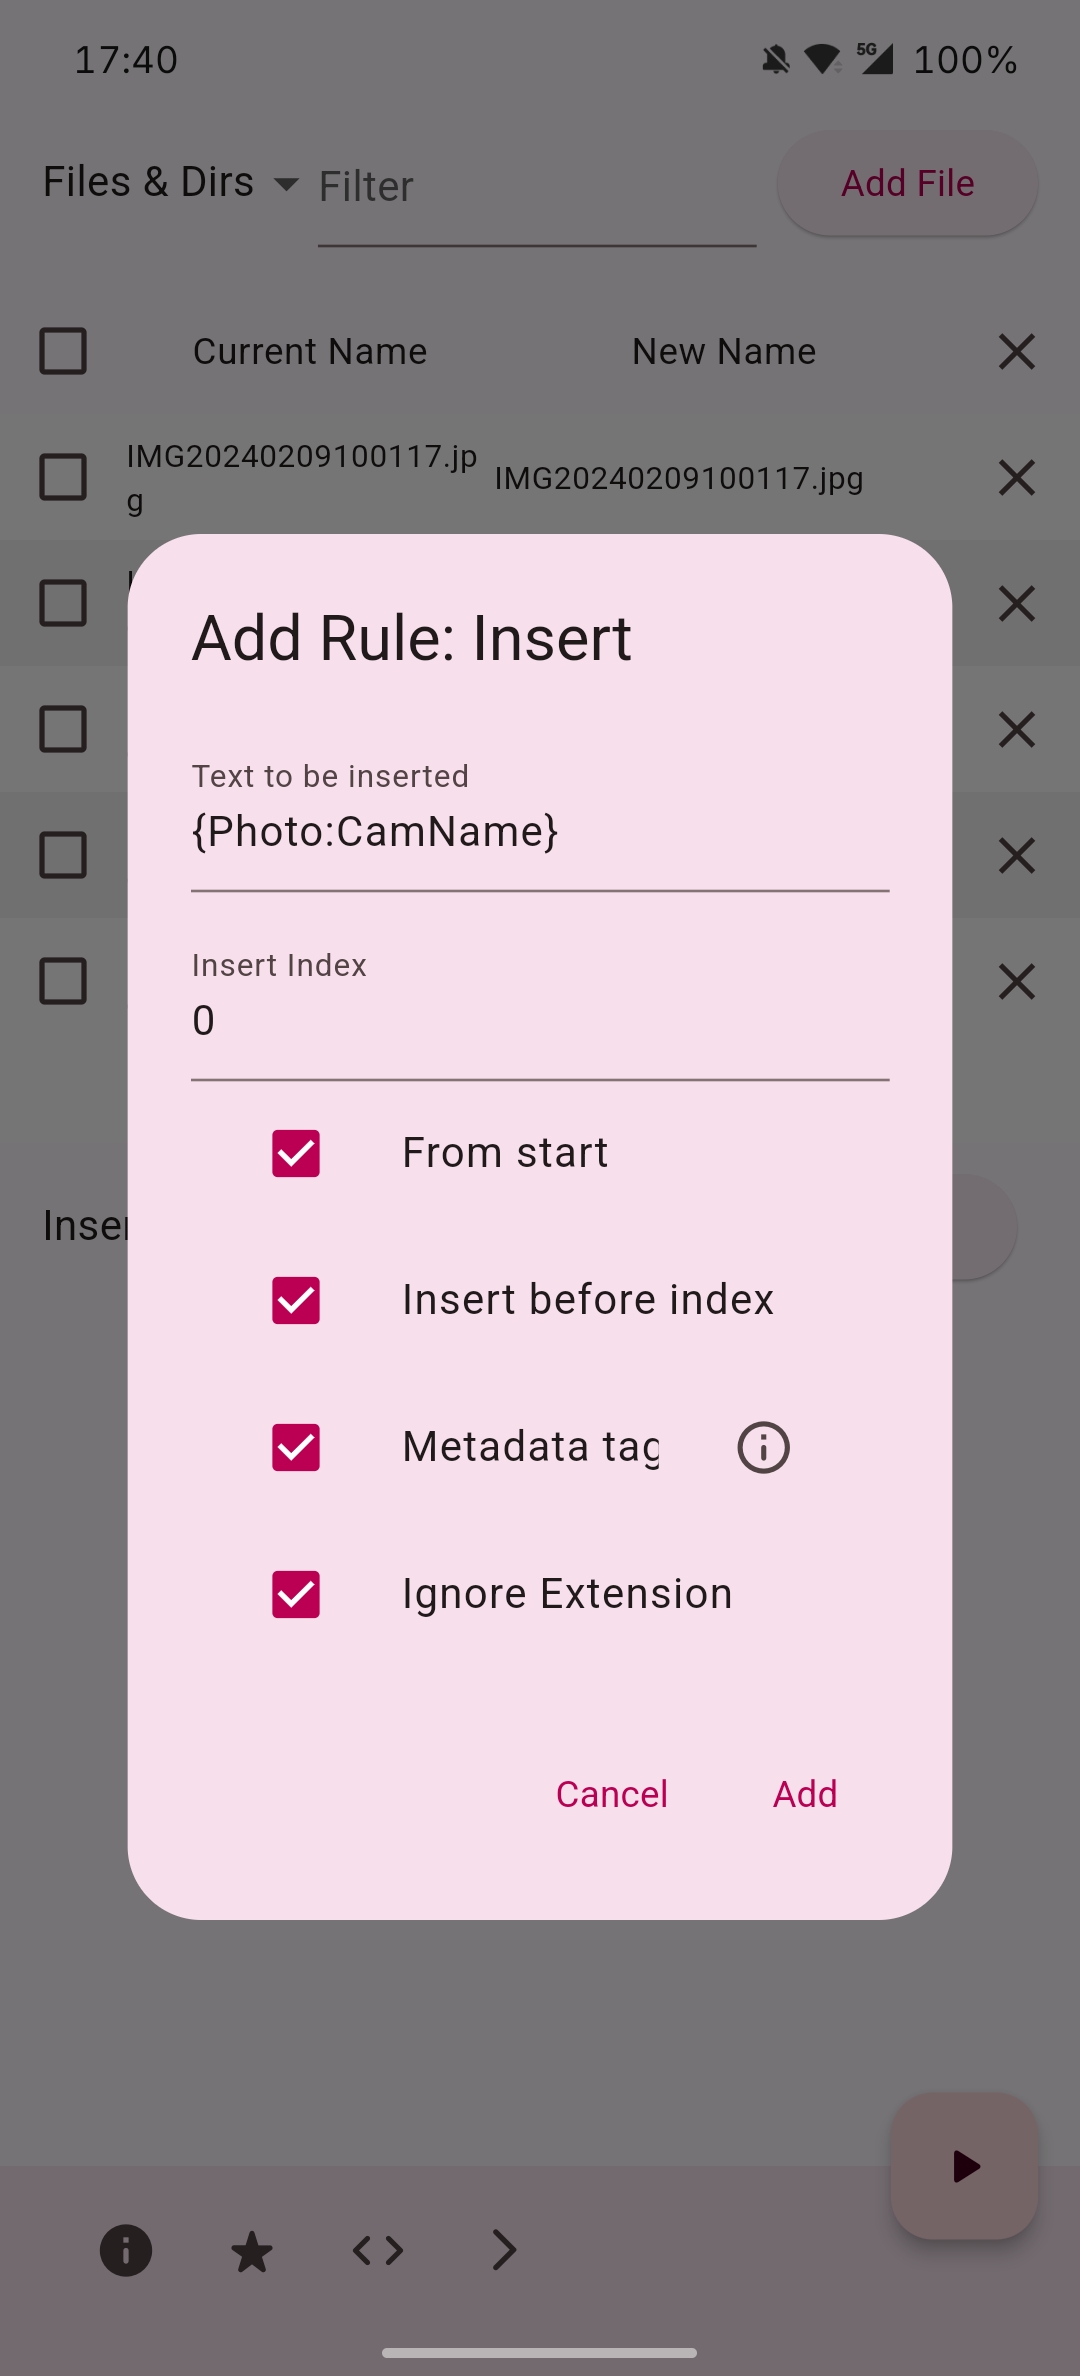 17:40
5G
100%
Files & Dirs
Filter
Add File
Current Name
New Name
IMG20240209100117.jp
g
IMG20240209100117.jpg
Add Rule: Insert
Text to be inserted
{Photo:CamName}
Insert Index
0
From start
Insert before index
Metadata tag
Inser
Ignore Extension
Cancel
Add